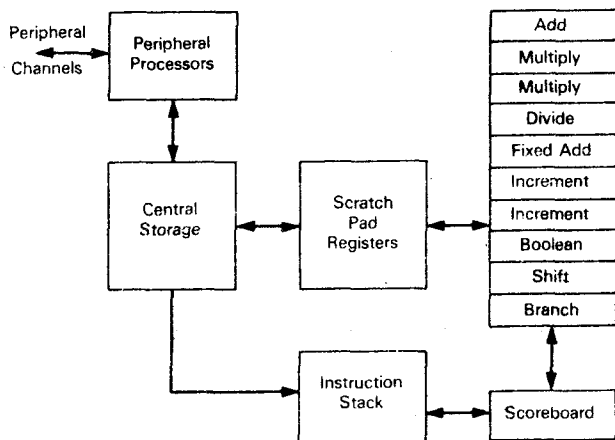 Peripheral
Channels
Peripheral
Processors
Central
Storage
Scratch
Pad
Registers
Add
Multiply
Multiply
Divide
Fixed Add
Increment
Increment
Boolean
Shift
Branch
Instruction
Stack
Scoreboard